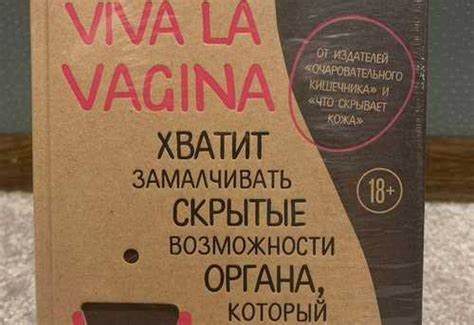 VIVA LA
VAGINA
ОТ ИЗДАТЕЛЕЙ
«ОЧАРОВАТЕЛЬНОГО
КИШЕЧНИКА» И
«ЧТО СКРЫВАЕТ
КОЖА»
ХВАТИТ
ЗАМАЛЧИВАТЬ
СКРЫТЫЕ
ВОЗМОЖНОСТИ
ОРГАНА,
КОТОРЫЙ
18+